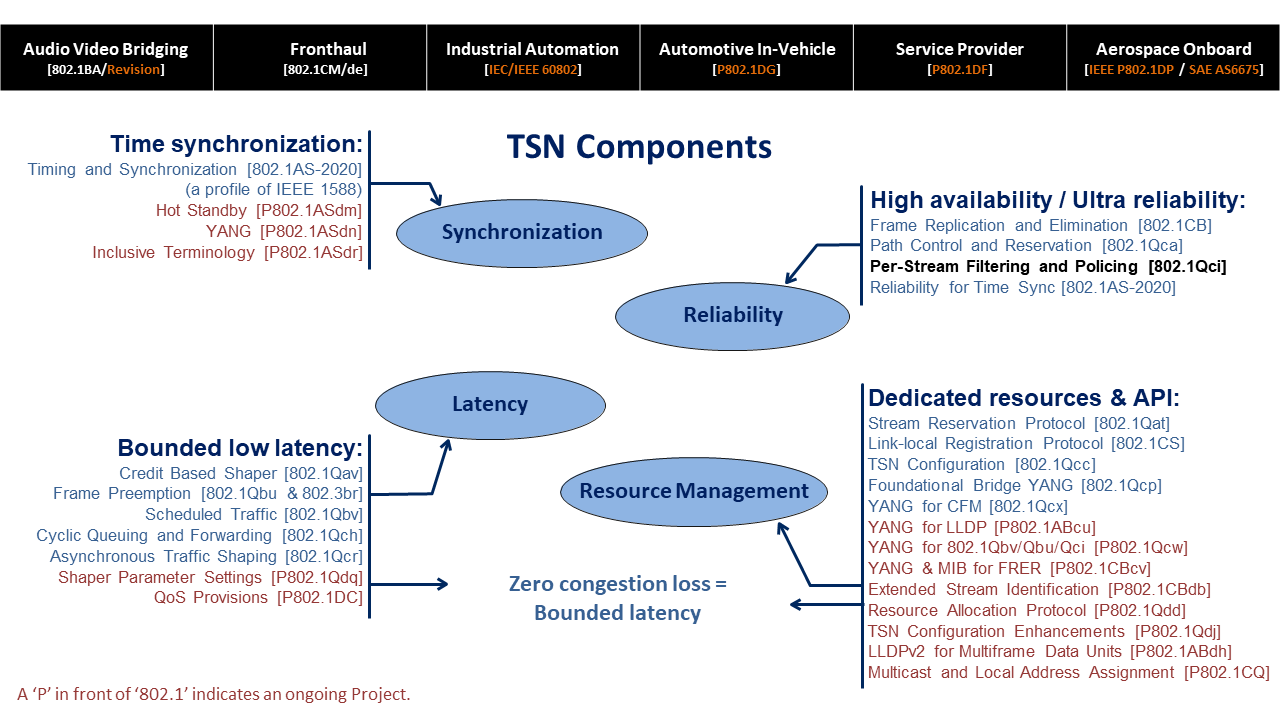 Audio Video Bridging
[802.1BA/Revision]
Fronthaul
[802.1CM/de]
Industrial Automation
[IEC/IEEE 60802]
Automotive In-Vehicle
[P802.1DG]
Service Provider
[P802.1DF]
Aerospace Onboard
[IEEE P802.1DP / SAE AS6675]
TSN Components
Time synchronization:
Timing and Synchronization [802.1AS-2020]
(a profile of IEEE 1588)
Hot Standby [P802.1ASdm]
YANG [P802.1ASdn]
Inclusive Terminology [P802.1ASdr]
Synchronization
High availability / Ultra reliability:
Frame Replication and Elimination [802.1CB]
Path Control and Reservation [802.1Qca]
Per-Stream Filtering and Policing [802.1Qci]
Reliability for Time Sync [802.1AS-2020]
Reliability
Latency
Bounded low latency:
Credit Based Shaper [802.1Qav]
Frame Preemption [802.1Qbu & 802.3br]
Scheduled Traffic [802.1Qbv]
Cyclic Queuing and Forwarding [802.1Qch]
Asynchronous Traffic Shaping [802.1Qcr]
Shaper Parameter Settings [P802.1Qdq]
QoS Provisions [P802.1DC]
Resource Management
Zero congestion loss =
Bounded latency
Dedicated resources & API:
Stream Reservation Protocol [802.1Qat]
Link-local Registration Protocol [802.1CS]
TSN Configuration [802.1Qcc]
Foundational Bridge YANG [802.1Qcp]
YANG for CFM [802.1Qcx]
YANG for LLDP [P802.1ABcu]
YANG for 802.1Qbv/Qbu/Qci [P802.1Qcw]
YANG & MIB for FRER [P802.1CBcv]
Extended Stream Identification [P802.1CBdb]
Resource Allocation Protocol [P802.1Qdd]
TSN Configuration Enhancements [P802.1Qdj]
LLDPv2 for Multiframe Data Units [P802.1ABdh]
Multicast and Local Address Assignment [P802.1CQ]
A ‘P’ in front of ‘802.1’ indicates an ongoing Project.